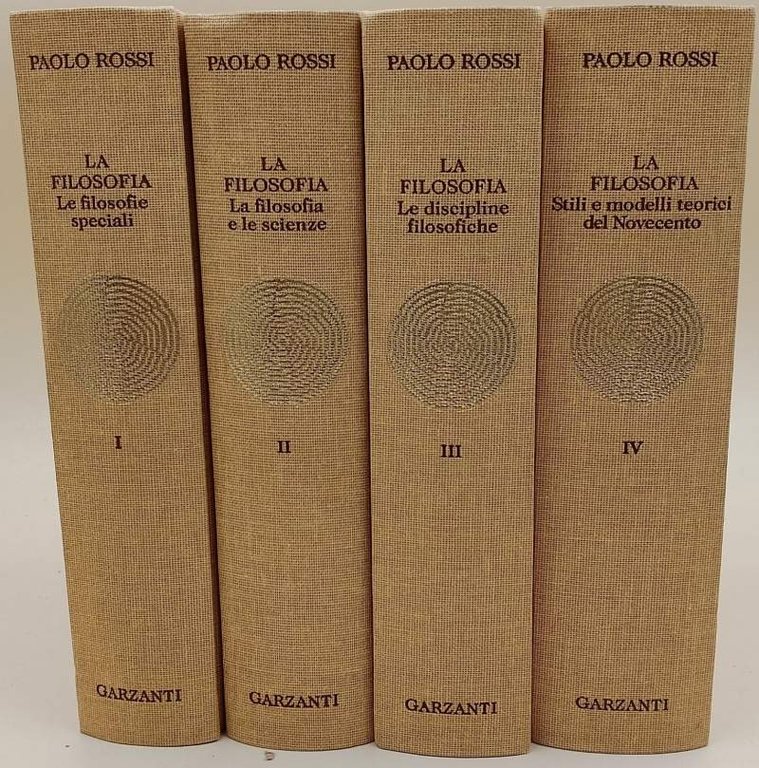 PAOLO ROSSI
LA
FILOSOFIA
Le filosofie
speciali
I
GARZANTI
PAOLO ROSSI
LA
FILOSOFIA
La filosofia
e le scienze
II
GARZANTI
PAOLO ROSSI
LA
FILOSOFIA
Le discipline
filosofiche
III
GARZANTI
PAOLO ROSSI
LA
FILOSOFIA
Stili e modelli teorici
del Novecento
IV
GARZANTI